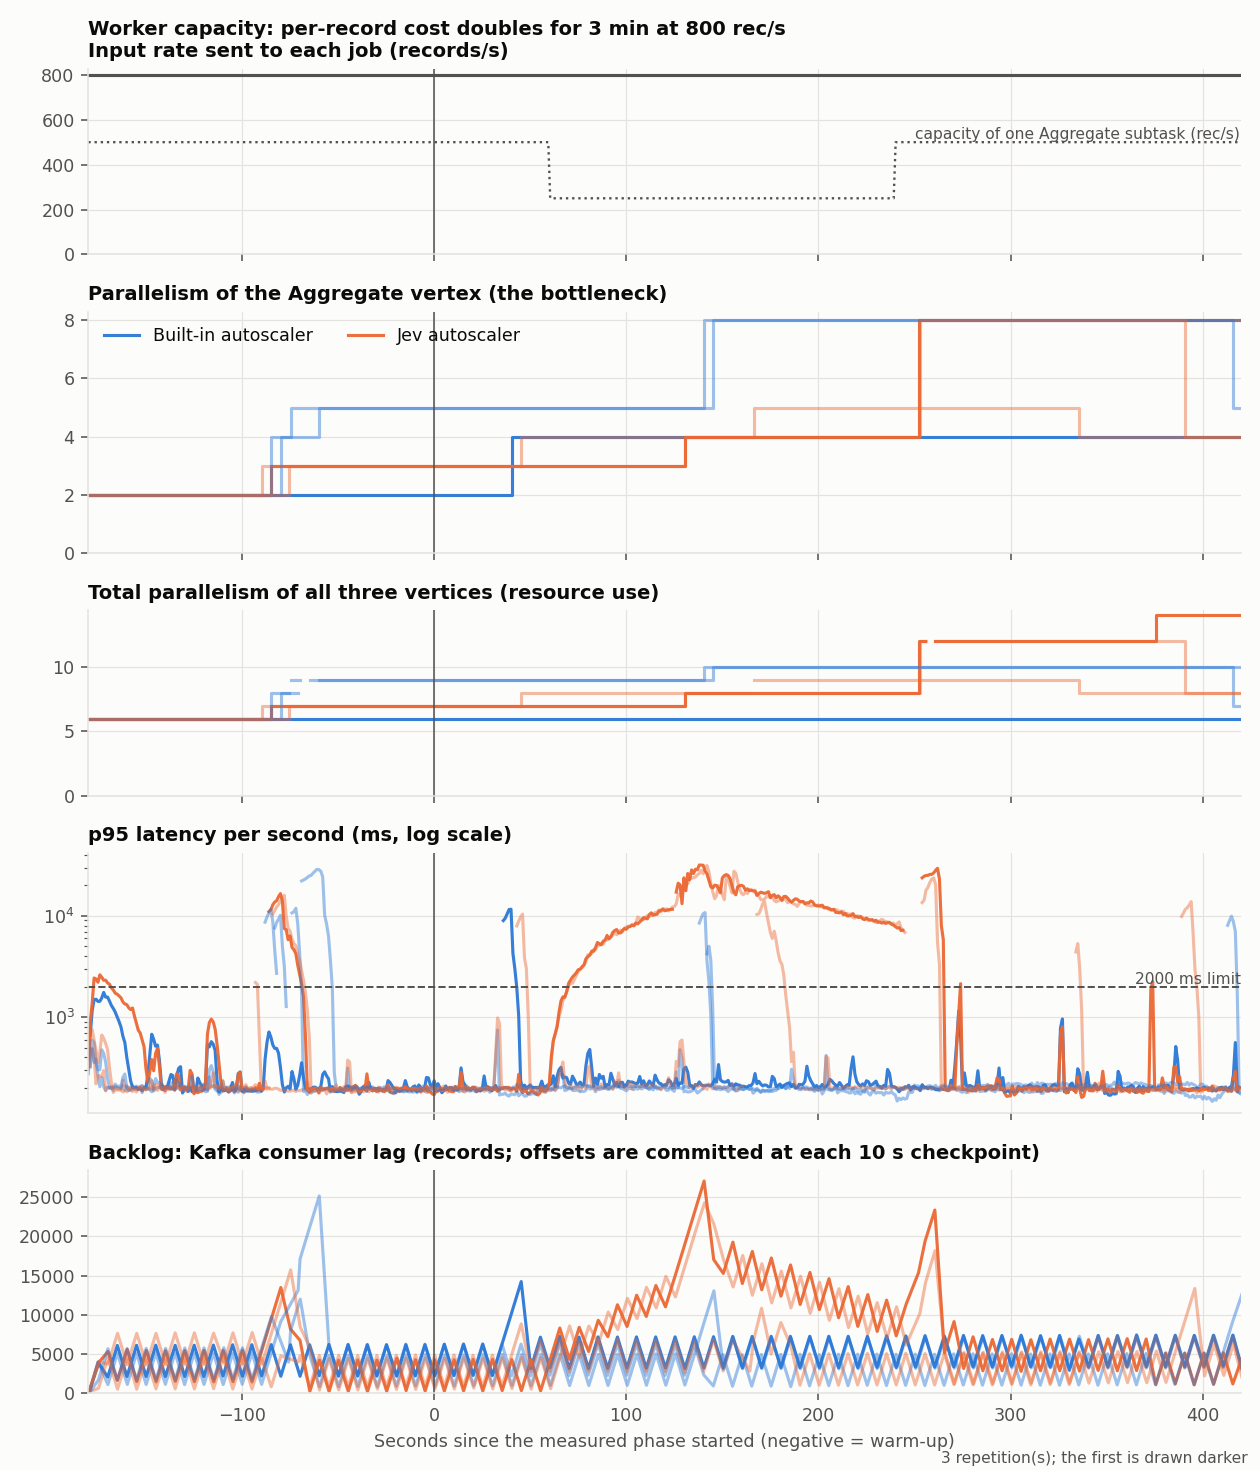 Worker capacity: per-record cost doubles for 3 min at 800 rec/s
Input rate sent to each job (records/s)
800
600
capacity of one Aggregate subtask (rec/s)
400
200
0
Parallelism of the Aggregate vertex (the bottleneck)
8
Built-in autoscaler
Jev autoscaler
6
4
2
0
Total parallelism of all three vertices (resource use)
10
5
0
p95 latency per second (ms, log scale)
10⁴
2000 ms limit
10³
Backlog: Kafka consumer lag (records; offsets are committed at each 10 s checkpoint)
25000
20000
15000
10000
5000
0
−100 0 100 200 300 400
Seconds since the measured phase started (negative = warm-up)
3 repetition(s); the first is drawn darker